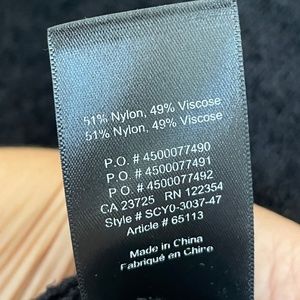 51% Nylon, 49% Viscose
51% Nylon, 49% Viscose
P.O. # 4500077490
P.O. # 4500077491
P.O. # 4500077492
CA 23725 RN 122354
Style # SCY0-3037-47
Article # 65113
Made in China
Fabriqué en Chine